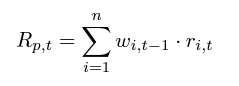 $R_{p,t} = \sum_{i=1}^{n} w_{i,t-1} \cdot r_{i,t}$